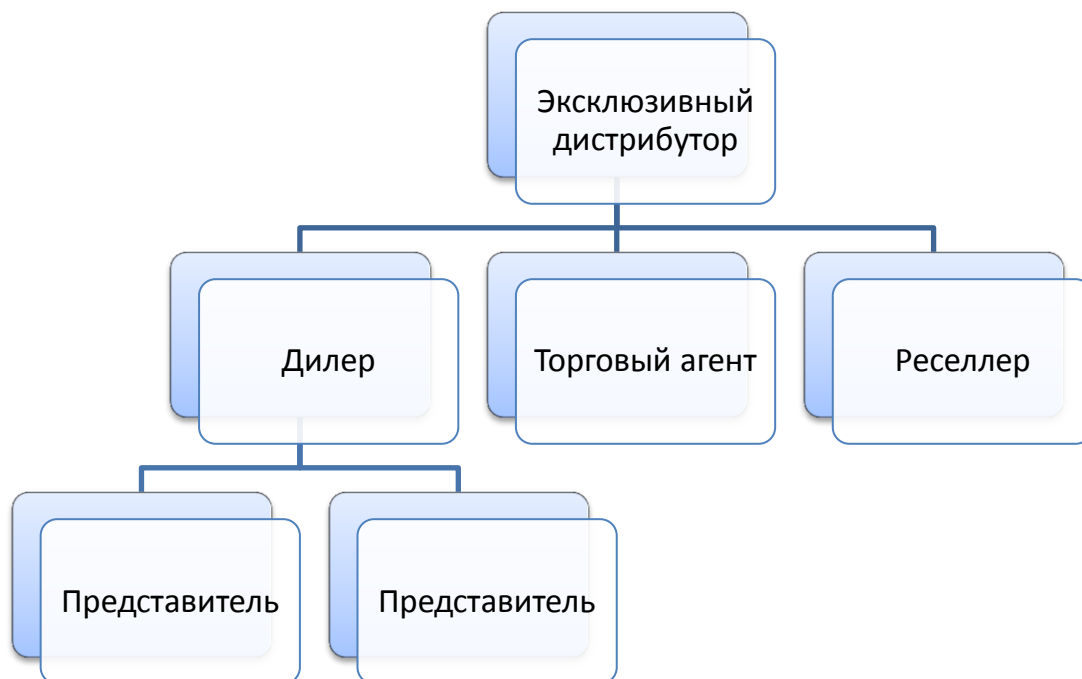 Эксклюзивный
дистрибутор
Дилер
Торговый агент
Реселлер
Представитель
Представитель